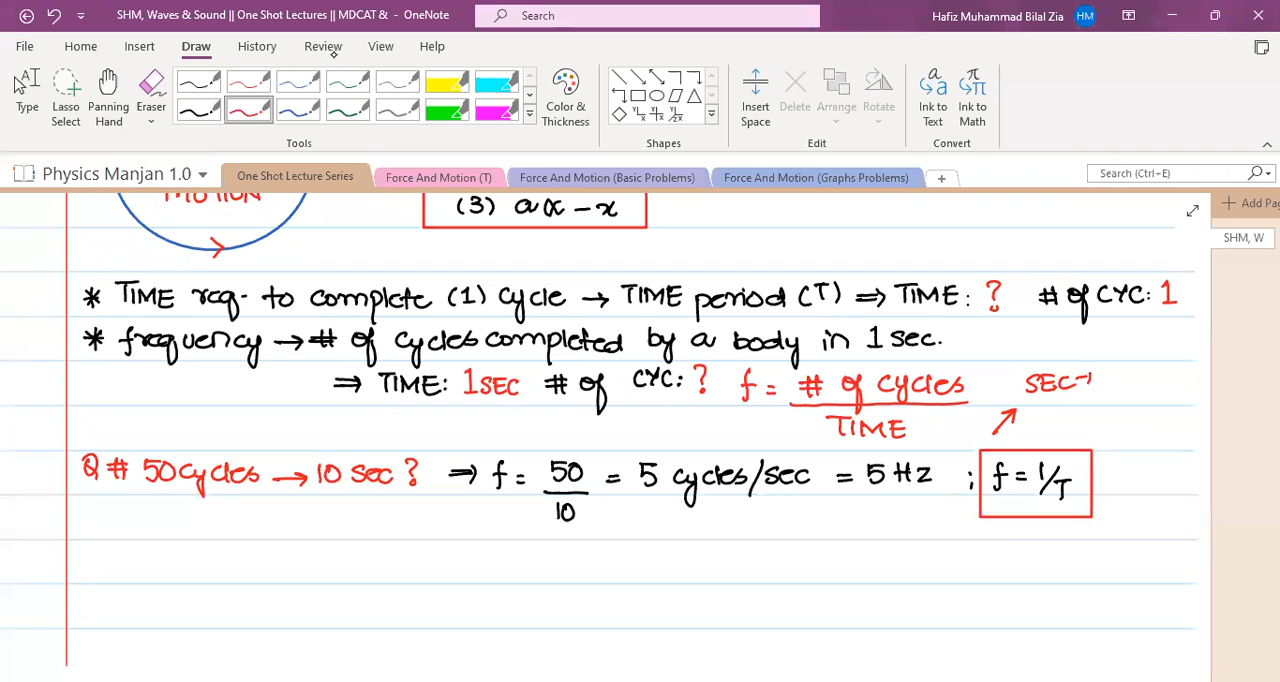 SHM, Waves & Sound || One Shot Lectures || MDCAT & - OneNote
Search
Hafiz Muhammad Bilal Zia HM
File Home Insert Draw History Review View Help
Type Lasso Select Panning Hand Eraser Color & Thickness Insert Space Delete Arrange Rotate Ink to Text Ink to Math
Tools Shapes Edit Convert
Physics Manjan 1.0 One Shot Lecture Series Force And Motion (T) Force And Motion (Basic Problems) Force And Motion (Graphs Problems) + Search (Ctrl+E)
MOTION (3) a ∝ - x
+ Add Pag
SHM, W
* TIME req. to complete (1) cycle → TIME period (T) ⇒ TIME: ? # of CYC: 1
* frequency → # of cycles completed by a body in 1 sec.
⇒ TIME: 1SEC # of CYC: ? f = # of cycles / TIME SEC-
Q # 50 cycles → 10 sec? ⇒ f = 50/10 = 5 cycles/sec = 5 Hz ; f = 1/T